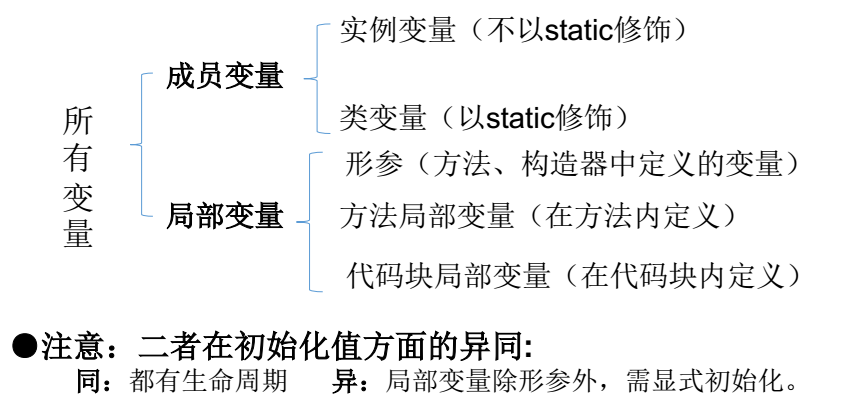 实例变量（不以static修饰）
成员变量
类变量（以static修饰）
所有变量
形参（方法、构造器中定义的变量）
局部变量
方法局部变量（在方法内定义）
代码块局部变量（在代码块内定义）
●注意：二者在初始化值方面的异同:
同：都有生命周期 异：局部变量除形参外，需显式初始化。